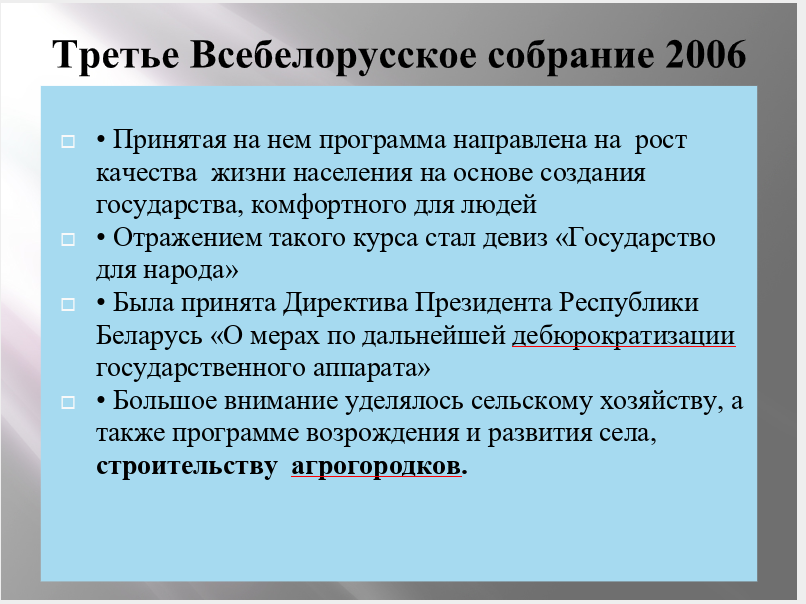 Третье Всебелорусское собрание 2006
• Принятая на нем программа направлена на  рост
качества  жизни населения на основе создания
государства, комфортного для людей
• Отражением такого курса стал девиз «Государство
для народа»
• Была принята Директива Президента Республики
Беларусь «О мерах по дальнейшей дебюрократизации
государственного аппарата»
• Большое внимание уделялось сельскому хозяйству, а
также программе возрождения и развития села,
строительству  агрогородков.